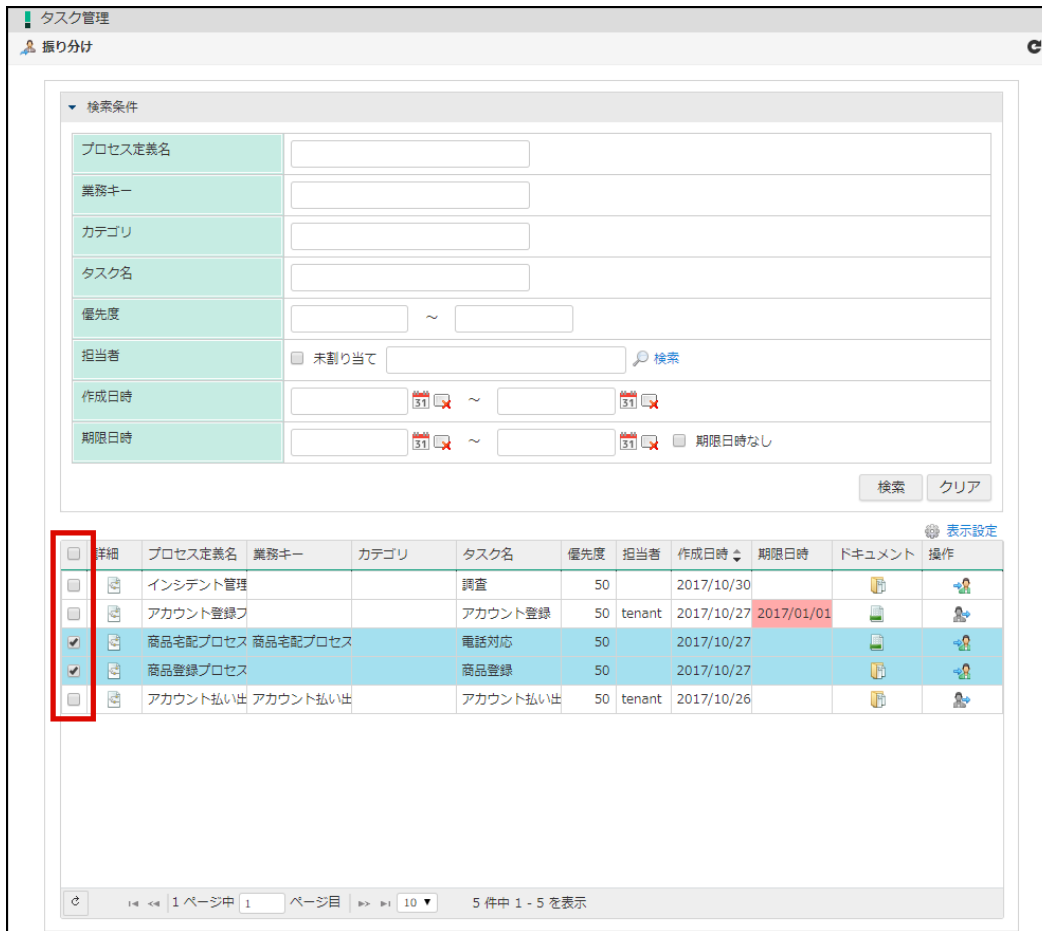 タスク管理
振り分け
検索条件
プロセス定義名
業務キー
カテゴリ
タスク名
優先度 ～
担当者 未割り当て 検索
作成日時 31 ～ 31
期限日時 31 ～ 31 期限日時なし
検索 クリア
表示設定
詳細 プロセス定義名 業務キー カテゴリ タスク名 優先度 担当者 作成日時 期限日時 ドキュメント 操作
インシデント管理 調査 50 2017/10/30
アカウント登録フ アカウント登録 50 tenant 2017/10/27 2017/01/01
商品宅配プロセス 商品宅配プロセス 電話対応 50 2017/10/27
商品登録プロセス 商品登録 50 2017/10/27
アカウント払い出 アカウント払い出 アカウント払い出 50 tenant 2017/10/26
1 ページ中 1 ページ目 10 5 件中 1 - 5 を表示